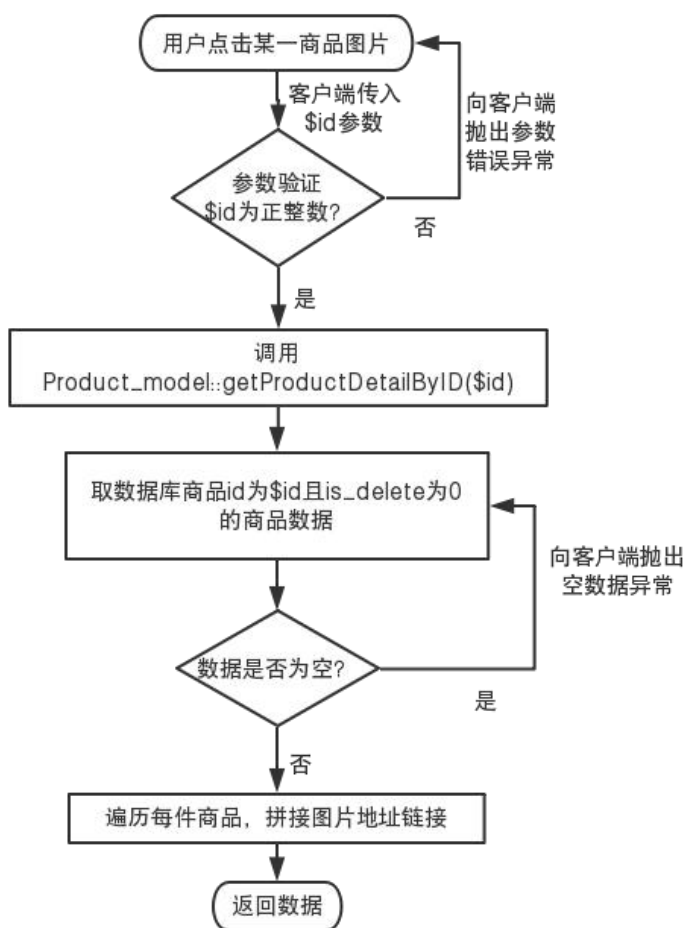 用户点击某一商品图片
客户端传入
$id参数
向客户端
抛出参数
错误异常
参数验证
$id为正整数?
否
是
调用
Product_model::getProductDetailByID($id)
取数据库商品id为$id且is_delete为0
的商品数据
向客户端抛出
空数据异常
数据是否为空?
是
否
遍历每件商品，拼接图片地址链接
返回数据